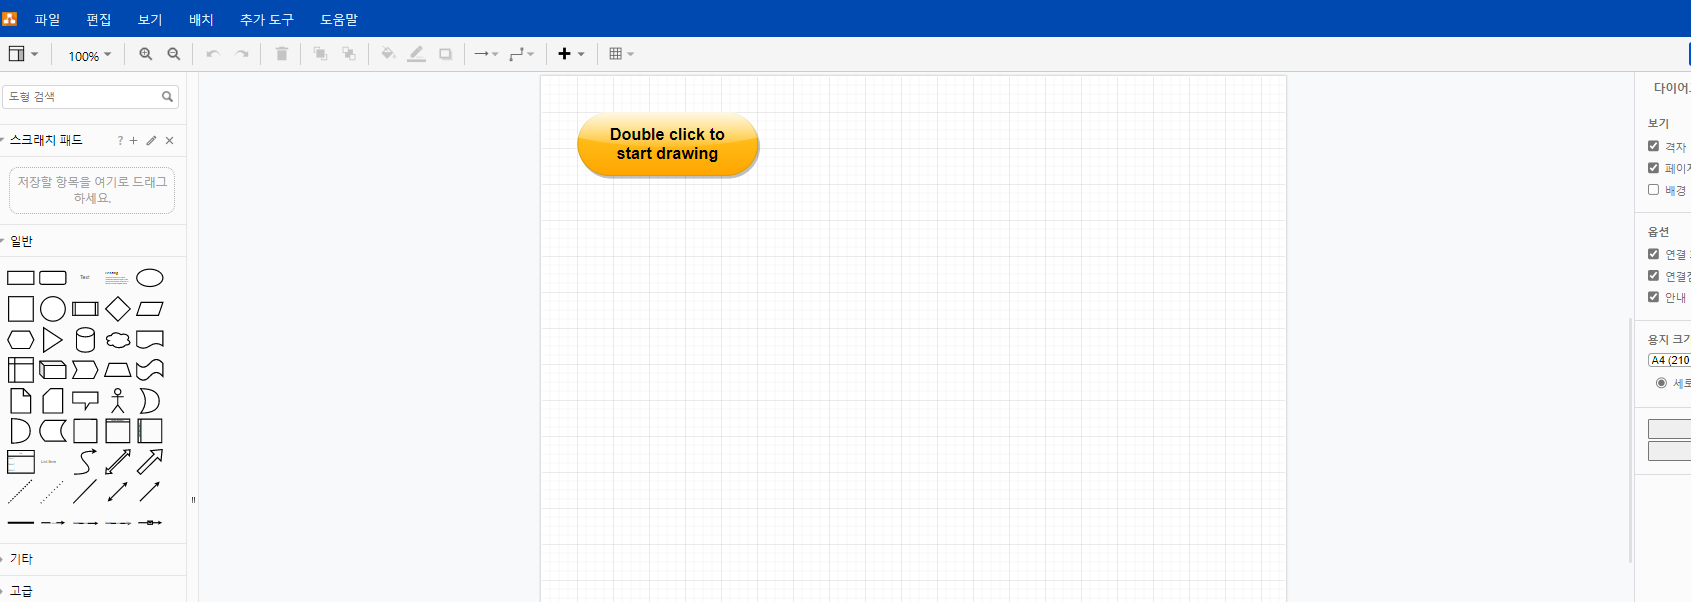 파일 편집 보기 배치 추가 도구 도움말
100%
도형 검색
스크래치 패드
?
저장할 항목을 여기로 드래그
하세요.
일반
Text
List Item
기타
고급
Double click to
start drawing
다이어
보기
격자
페이지
배경
옵션
연결
연결점
안내
용지 크기
A4 (210
세로